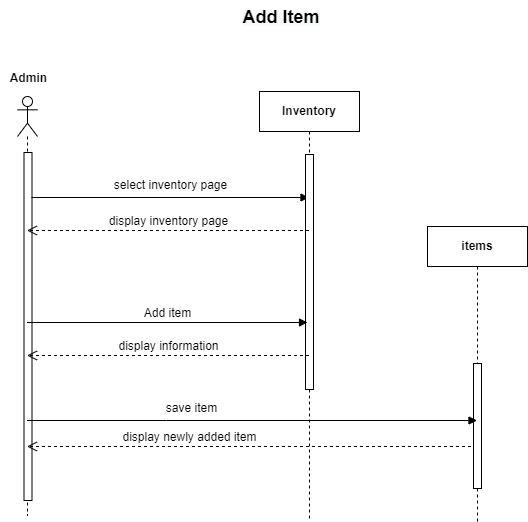 Add Item
Admin
Inventory
select inventory page
display inventory page
items
Add item
display information
save item
display newly added item